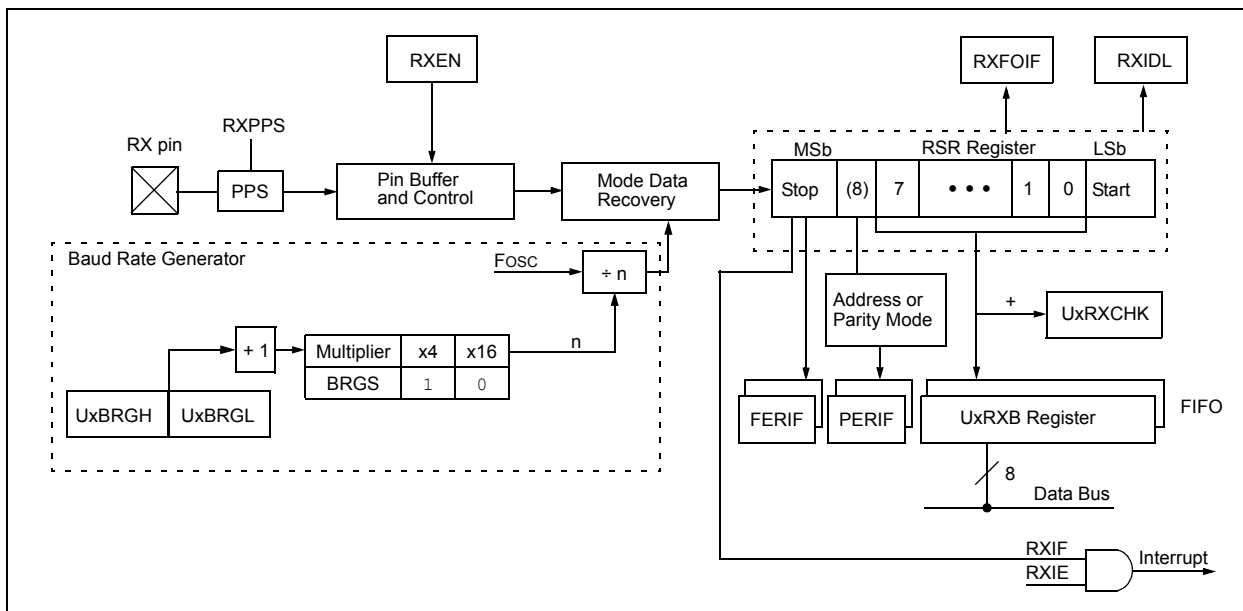 RXEN
RXFOIF
RXIDL
RXPPS
RX pin
PPS
Pin Buffer
and Control
Mode Data
Recovery
MSb
RSR Register
LSb
Stop
(8)
7
• • •
1
0
Start
Baud Rate Generator
FOSC
÷ n
Address or
Parity Mode
+
UxRXCHK
+ 1
Multiplier
x4
x16
n
BRGS
1
0
UxBRGH
UxBRGL
FERIF
PERIF
UxRXB Register
FIFO
8
Data Bus
RXIF
RXIE
Interrupt